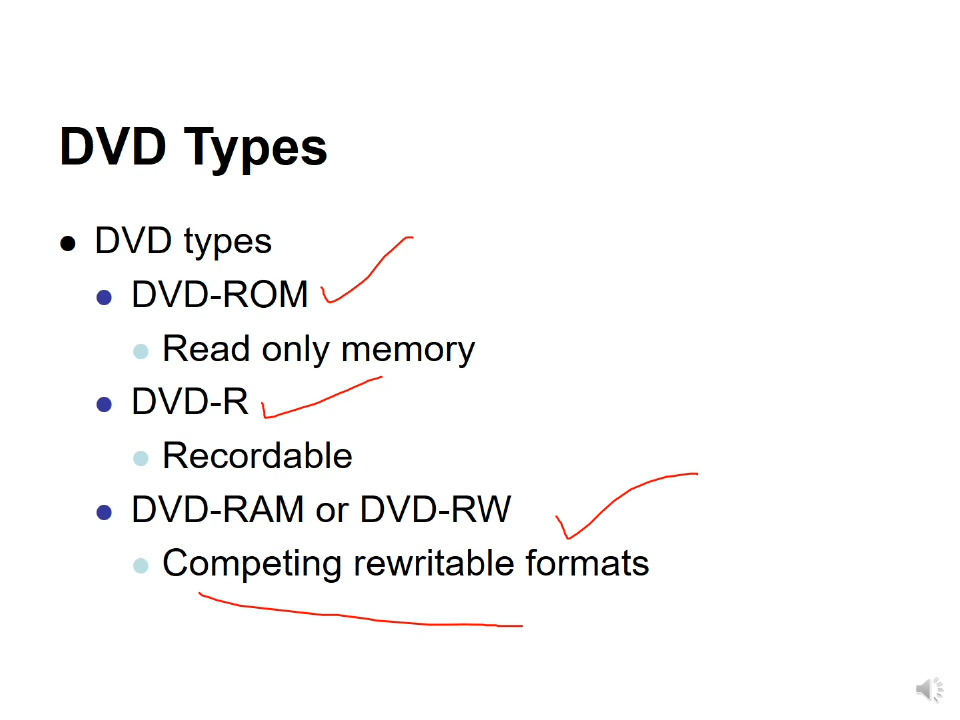 DVD Types
DVD types
DVD-ROM
Read only memory
DVD-R
Recordable
DVD-RAM or DVD-RW
Competing rewritable formats